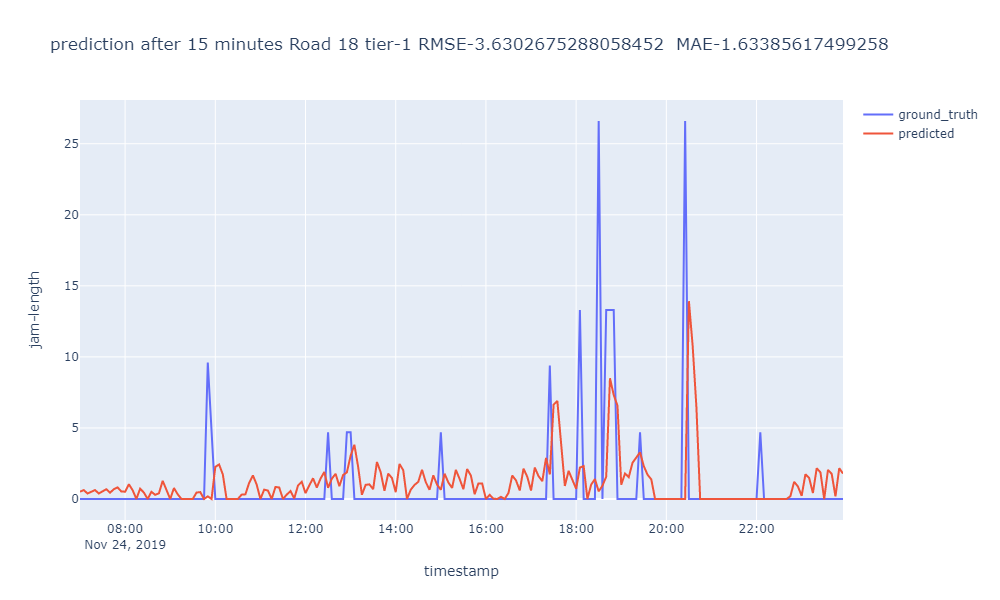 prediction after 15 minutes Road 18 tier-1 RMSE-3.6302675288058452  MAE-1.63385617499258
ground_truth
predicted
25
20
15
10
5
0
jam-length
08:00 10:00 12:00 14:00 16:00 18:00 20:00 22:00
Nov 24, 2019
timestamp